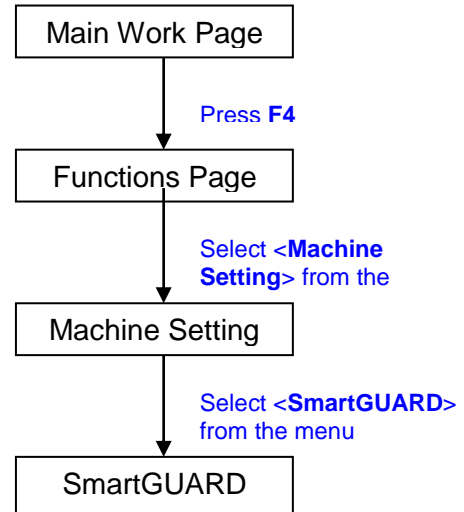 Main Work Page
Press F4
Functions Page
Select <Machine
Setting> from the
Machine Setting
Select <SmartGUARD>
from the menu
SmartGUARD